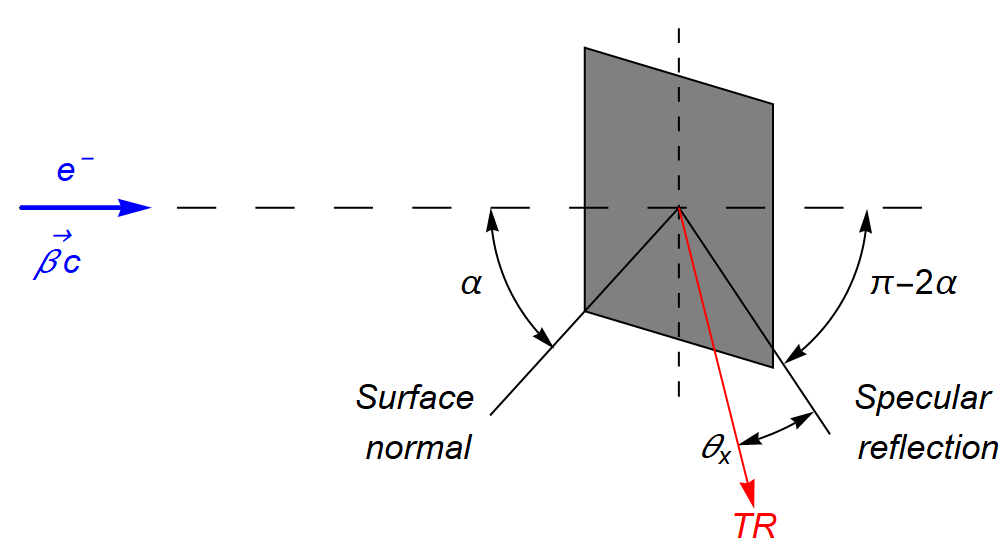 e⁻
β⃗ c
α
π−2α
Surface
normal
Specular
reflection
θₓ
TR